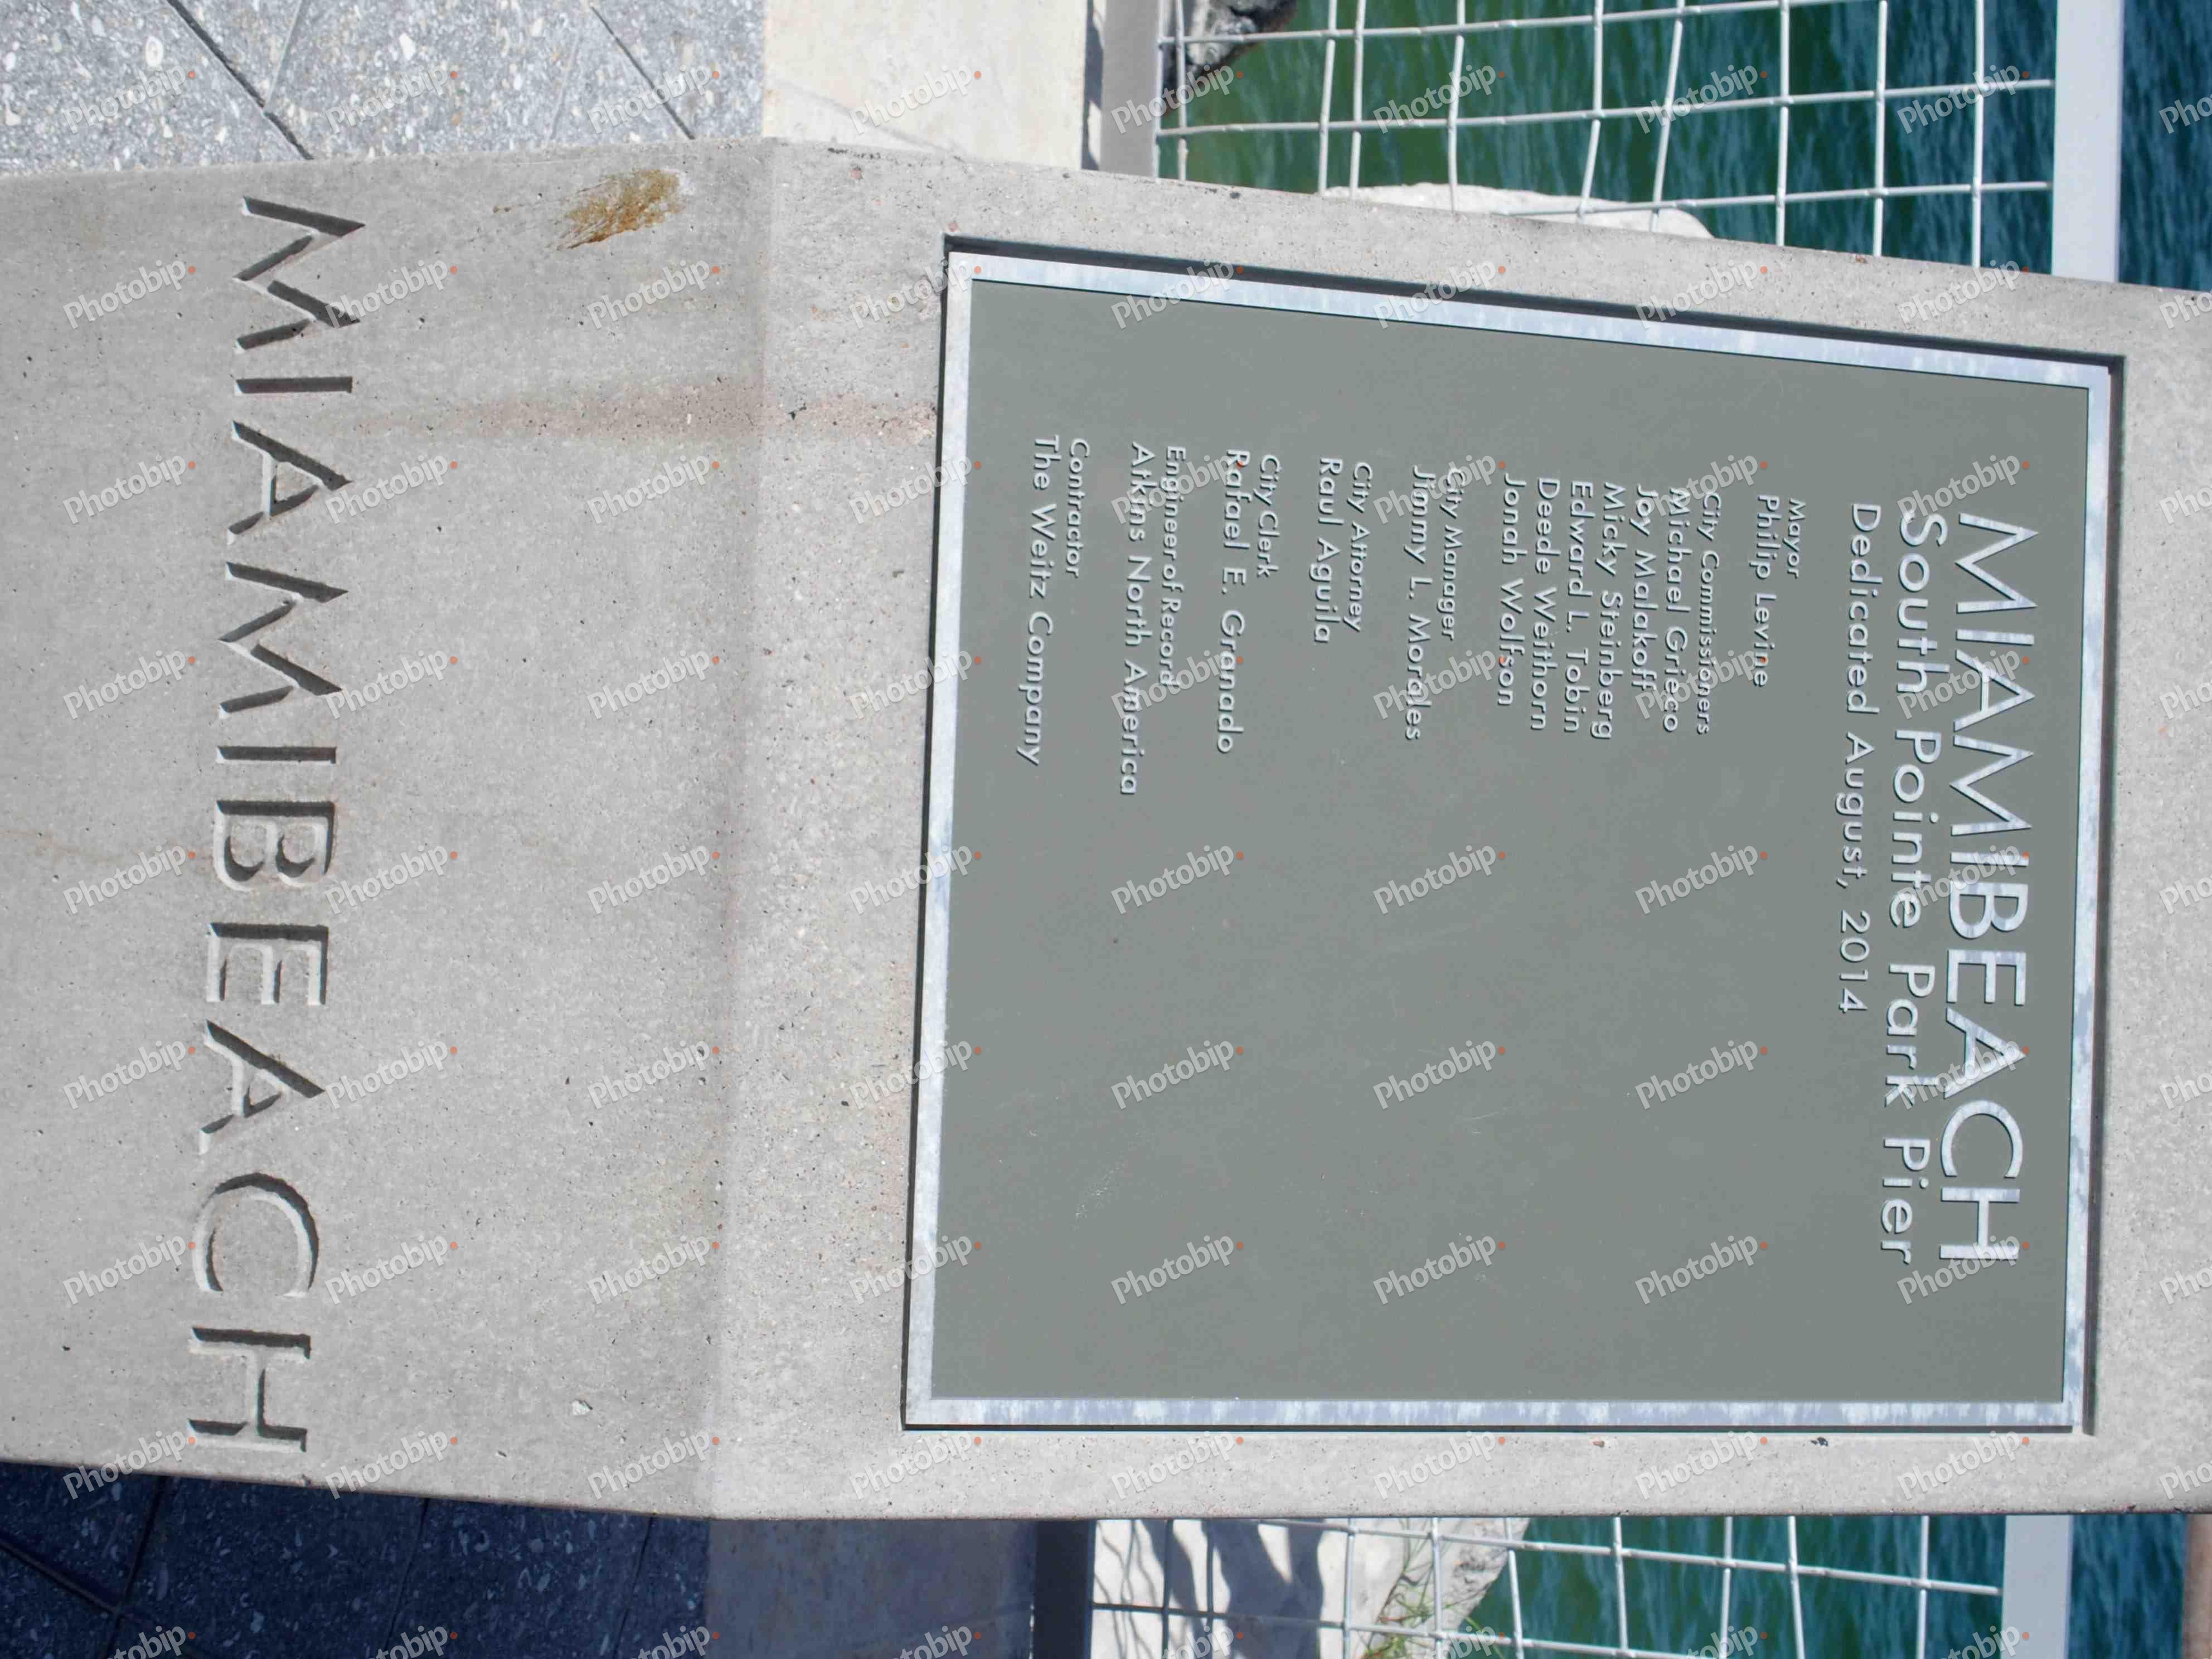 MIAMIBEACH
South Pointe Park Pier
Dedicated August, 2014
Mayor
Philip Levine
City Commissioners
Michael Grieco
Joy Malakoff
Micky Steinberg
Edward L. Tobin
Deede Weithorn
Jonah Wolfson
City Manager
Jimmy L. Morales
City Attorney
Raul Aguila
City Clerk
Rafael E. Granado
Engineer of Record
Atkins North America
Contractor
The Weitz Company
MIAMIBEACH
Photobip